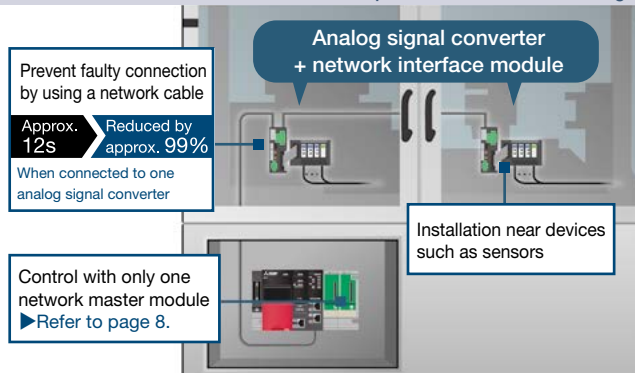 Analog signal converter
+ network interface module
Prevent faulty connection
by using a network cable
Approx.
12s
Reduced by
approx. 99%
When connected to one
analog signal converter
Installation near devices
such as sensors
Control with only one
network master module
▶Refer to page 8.